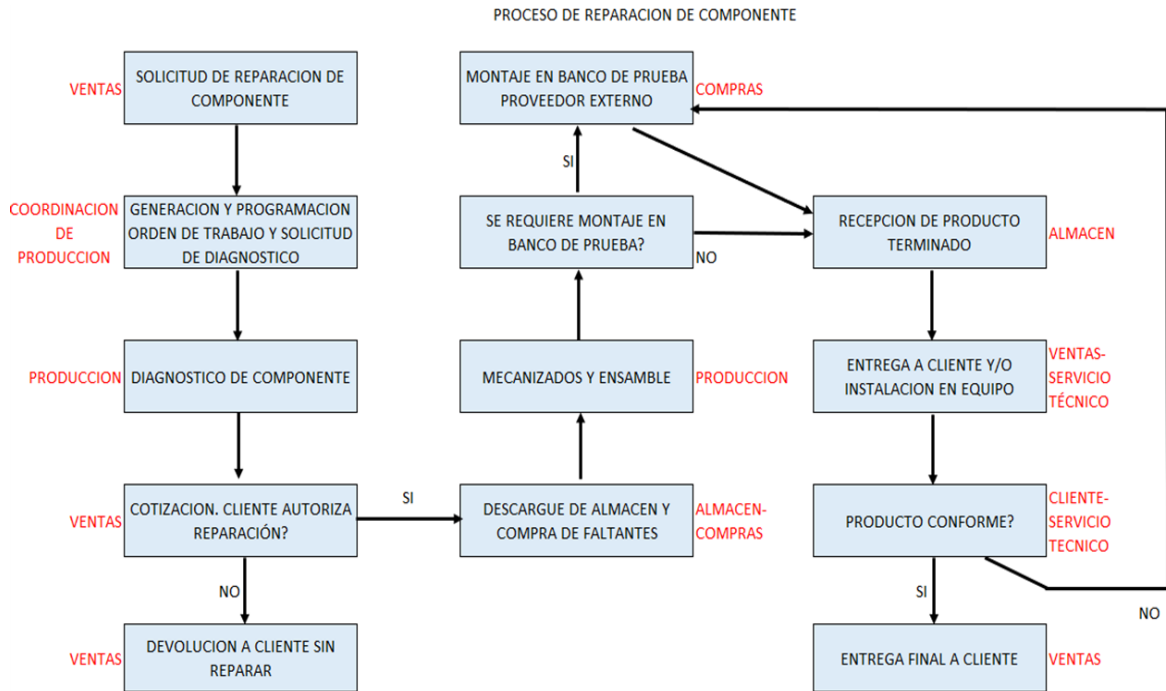 PROCESO DE REPARACION DE COMPONENTE
VENTAS
SOLICITUD DE REPARACION DE
COMPONENTE
COORDINACION
DE
PRODUCCION
GENERACION Y PROGRAMACION
ORDEN DE TRABAJO Y SOLICITUD
DE DIAGNOSTICO
PRODUCCION
DIAGNOSTICO DE COMPONENTE
VENTAS
COTIZACION. CLIENTE AUTORIZA
REPARACIÓN?
SI
NO
VENTAS
DEVOLUCION A CLIENTE SIN
REPARAR
MONTAJE EN BANCO DE PRUEBA
PROVEEDOR EXTERNO
COMPRAS
SI
SE REQUIERE MONTAJE EN
BANCO DE PRUEBA?
NO
MECANIZADOS Y ENSAMBLE
PRODUCCION
DESCARGUE DE ALMACEN Y
COMPRA DE FALTANTES
ALMACEN-
COMPRAS
RECEPCION DE PRODUCTO
TERMINADO
ALMACEN
ENTREGA A CLIENTE Y/O
INSTALACION EN EQUIPO
VENTAS-
SERVICIO
TÉCNICO
PRODUCTO CONFORME?
CLIENTE-
SERVICIO
TECNICO
SI
NO
ENTREGA FINAL A CLIENTE
VENTAS